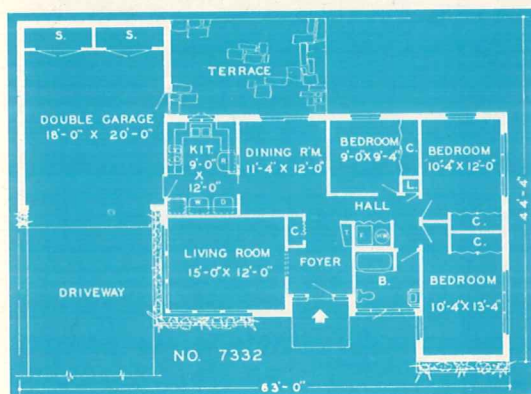 S. S.
TERRACE
DOUBLE GARAGE
18'-0" X 20'-0"
KIT.
9'-0"
X
12'-0"
R
W D
DINING R'M.
11'-4" X 12'-0"
BEDROOM
9'-0" X 9'-4"
C.
L.
BEDROOM
10'-4" X 12'-0"
C.
HALL
LIVING ROOM
15'-0" X 12'-0"
C.
FOYER
T
F
HW
B.
C.
BEDROOM
10'-4" X 13'-4"
DRIVEWAY
NO. 7332
63'-0"
44'-4"